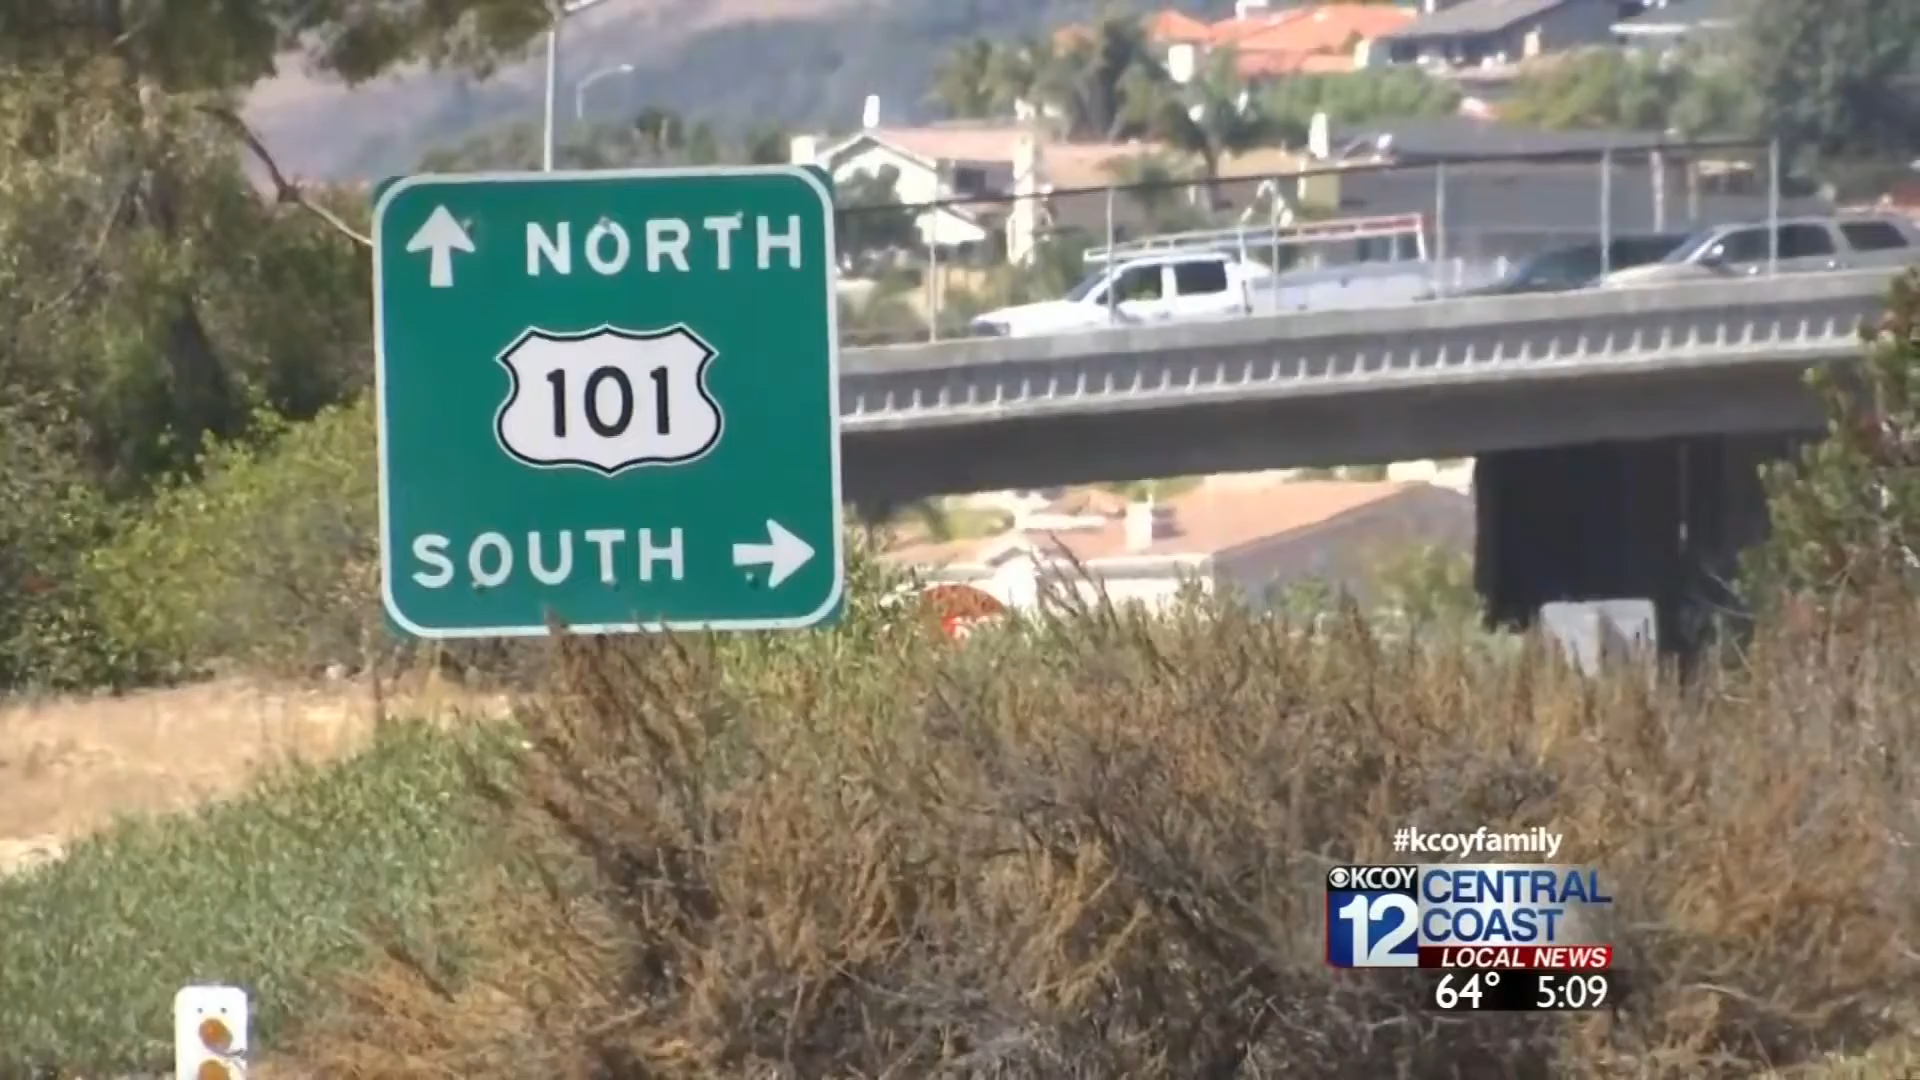 NORTH
101
SOUTH
#kcoyfamily
KCOY
12
CENTRAL
COAST
LOCAL NEWS
64° 5:09